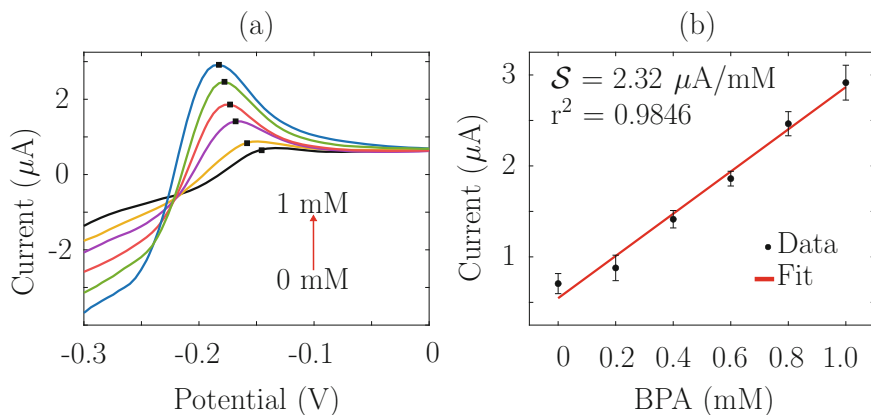 (a)
Current (μA)
2
0
-2
1 mM
0 mM
-0.3
-0.2
-0.1
0
Potential (V)
(b)
Current (μA)
3
2
1
𝓢 = 2.32 μA/mM
r² = 0.9846
Data
Fit
0
0.2
0.4
0.6
0.8
1.0
BPA (mM)